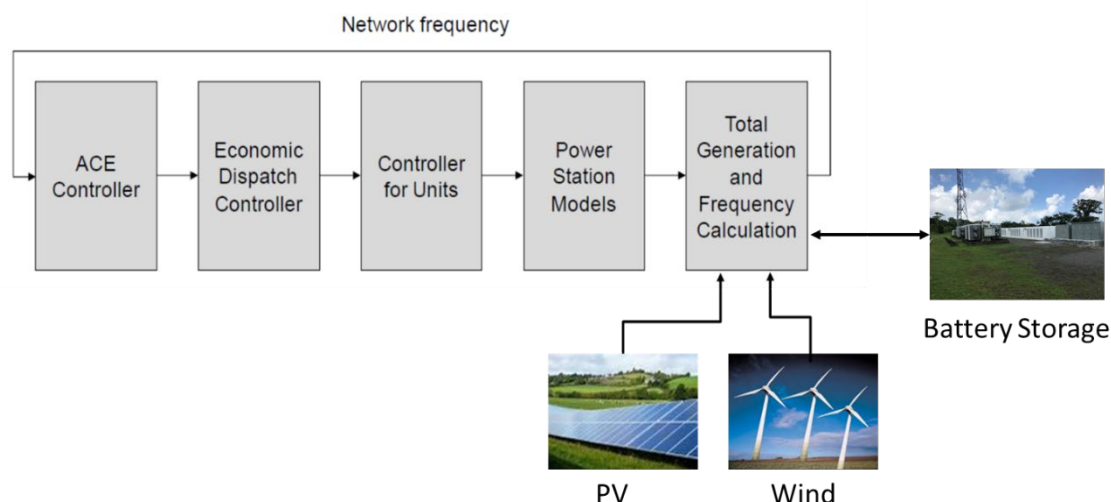 Network frequency
ACE
Controller
Economic
Dispatch
Controller
Controller
for Units
Power
Station
Models
Total
Generation
and
Frequency
Calculation
Battery Storage
PV
Wind